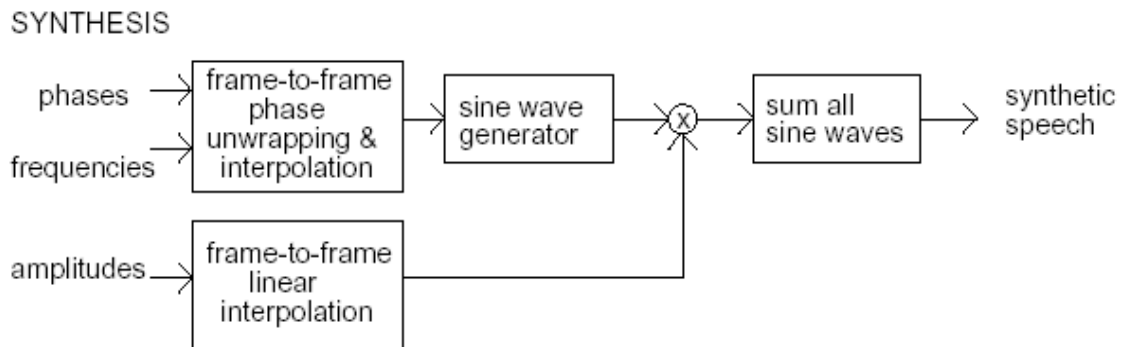 SYNTHESIS
phases
frequencies
frame-to-frame
phase
unwrapping &
interpolation
sine wave
generator
X
sum all
sine waves
synthetic
speech
amplitudes
frame-to-frame
linear
interpolation